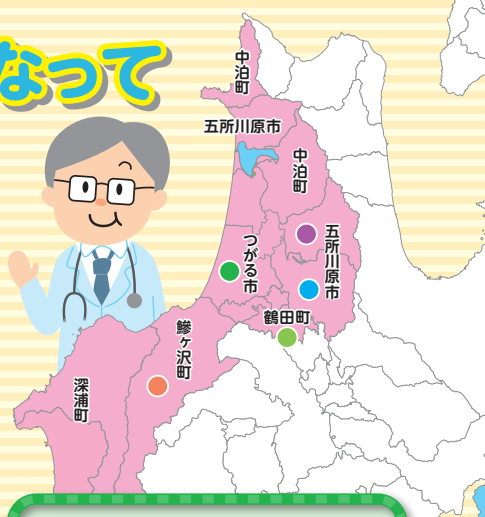 なって
中泊町
五所川原市
中泊町
五所川原市
つがる市
鶴田町
鰺ヶ沢町
深浦町